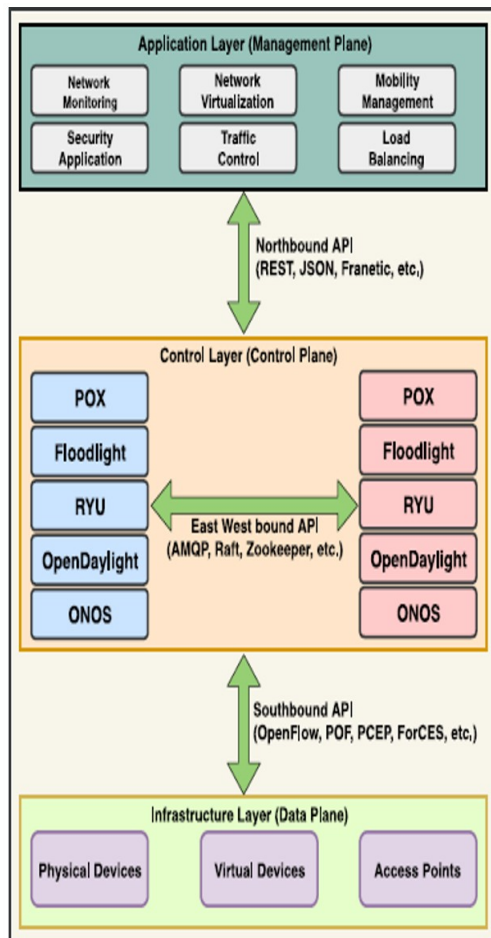 Application Layer (Management Plane)
Network
Monitoring
Network
Virtualization
Mobility
Management
Security
Application
Traffic
Control
Load
Balancing
Northbound API
(REST, JSON, Franetic, etc.)
Control Layer (Control Plane)
POX
Floodlight
RYU
OpenDaylight
ONOS
East West bound API
(AMQP, Raft, Zookeeper, etc.)
POX
Floodlight
RYU
OpenDaylight
ONOS
Southbound API
(OpenFlow, POF, PCEP, ForCES, etc.)
Infrastructure Layer (Data Plane)
Physical Devices
Virtual Devices
Access Points